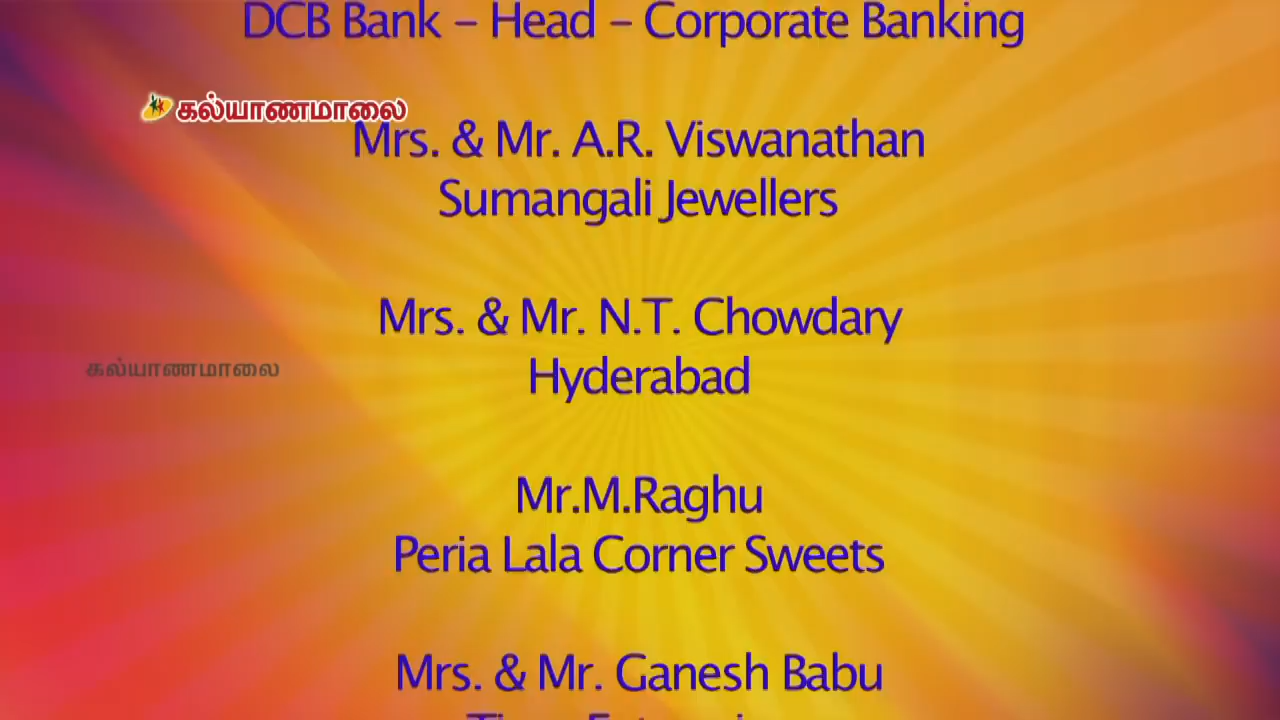 DCB Bank – Head – Corporate Banking
கல்யாணமாலை
Mrs. & Mr. A.R. Viswanathan
Sumangali Jewellers
Mrs. & Mr. N.T. Chowdary
கல்யாணமாலை
Hyderabad
Mr.M.Raghu
Peria Lala Corner Sweets
Mrs. & Mr. Ganesh Babu